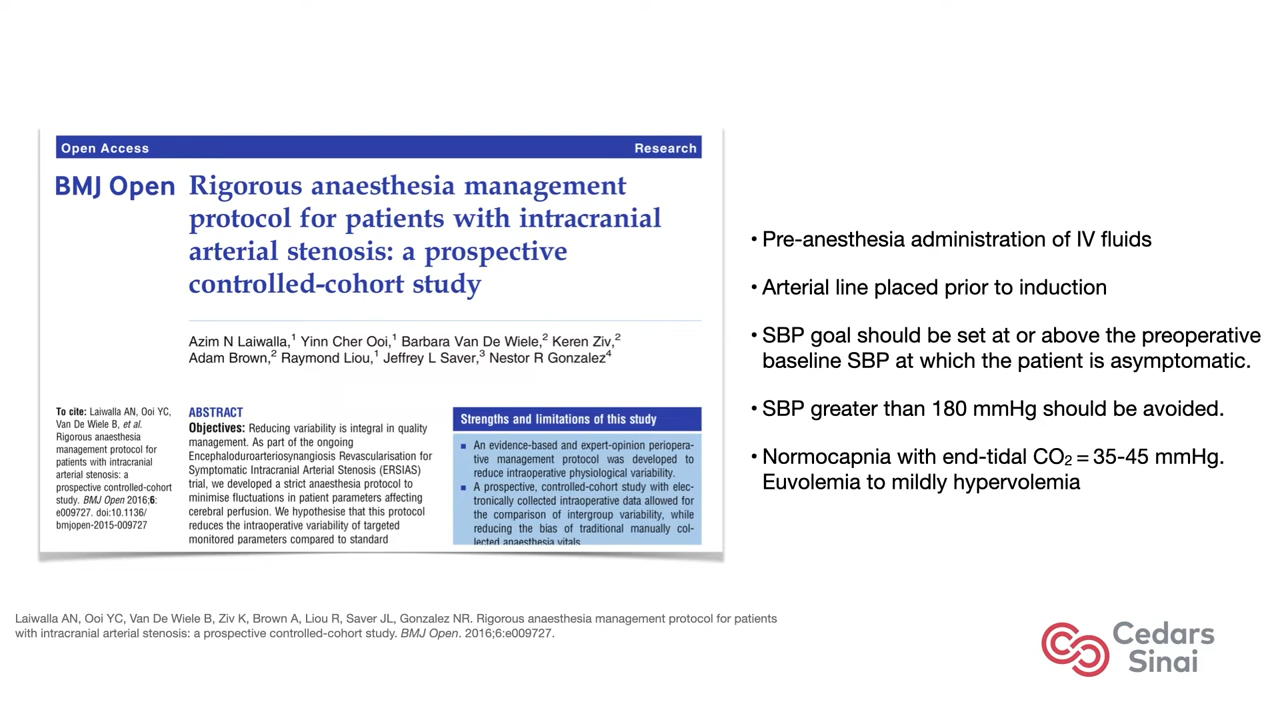 Open Access
Research
BMJ Open
Rigorous anaesthesia management
protocol for patients with intracranial
arterial stenosis: a prospective
controlled-cohort study
Azim N Laiwalla,1 Yinn Cher Ooi,1 Barbara Van De Wiele,2 Keren Ziv,2
Adam Brown,2 Raymond Liou,1 Jeffrey L Saver,3 Nestor R Gonzalez4
To cite: Laiwalla AN, Ooi YC,
Van De Wiele B, Ziv K, et al.
Rigorous anaesthesia
management protocol for
patients with intracranial
arterial stenosis: a
prospective controlled-cohort
study. BMJ Open 2016;6:
e009727. doi:10.1136/
bmjopen-2015-009727
ABSTRACT
Objectives: Reducing variability is integral in quality
management. As part of the ongoing
Encephaloduroarteriosynangiosis Revascularisation for
Symptomatic Intracranial Arterial Stenosis (ERSIAS)
trial, we developed a strict anaesthesia protocol to
minimise fluctuations in patient parameters affecting
cerebral perfusion. We hypothesise that this protocol
reduces the intraoperative variability of targeted
monitored parameters compared to standard
Strengths and limitations of this study
▪ An evidence-based and expert-opinion periopera-
tive management protocol was developed to
reduce intraoperative physiological variability.
▪ A prospective, controlled-cohort study with elec-
tronically collected intraoperative data allowed for
the comparison of intergroup variability, while
reducing the bias of traditional manually col-
lected anaesthesia vitals.
• Pre-anesthesia administration of IV fluids
• Arterial line placed prior to induction
• SBP goal should be set at or above the preoperative
baseline SBP at which the patient is asymptomatic.
• SBP greater than 180 mmHg should be avoided.
• Normocapnia with end-tidal CO2 = 35-45 mmHg.
Euvolemia to mildly hypervolemia
Laiwalla AN, Ooi YC, Van De Wiele B, Ziv K, Brown A, Liou R, Saver JL, Gonzalez NR. Rigorous anaesthesia management protocol for patients
with intracranial arterial stenosis: a prospective controlled-cohort study. BMJ Open. 2016;6:e009727.
Cedars
Sinai